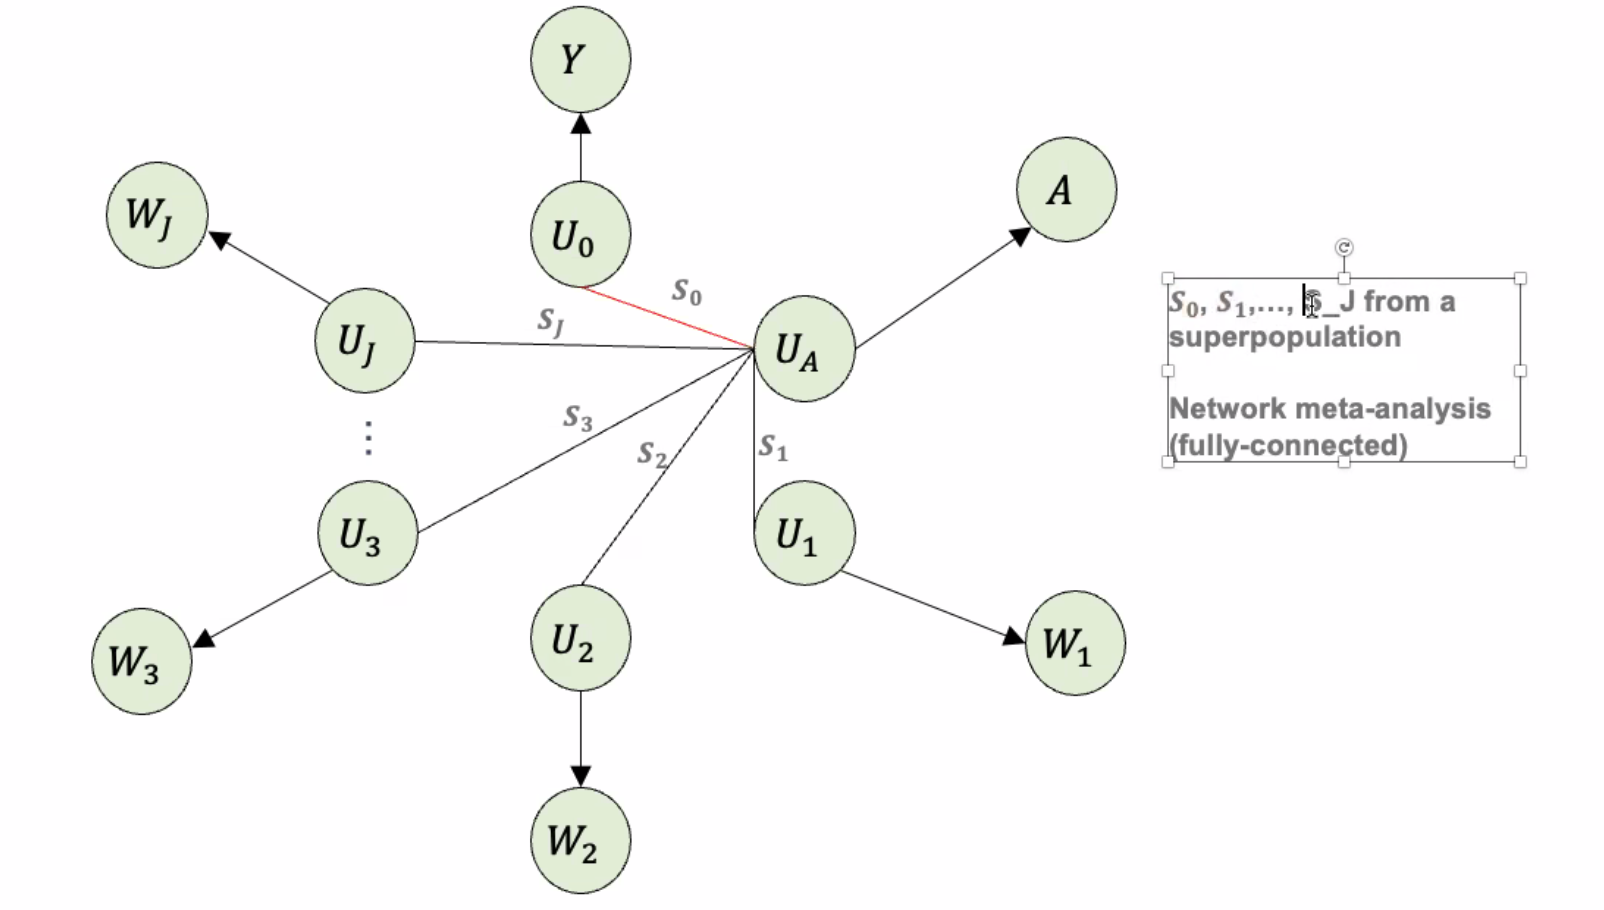 Y
A
W_J
U_0
S_0
S_J
U_J
U_A
S_0, S_1,..., S_J from a
superpopulation
Network meta-analysis
(fully-connected)
⋮
S_3
S_2
S_1
U_3
U_1
W_3
U_2
W_1
W_2